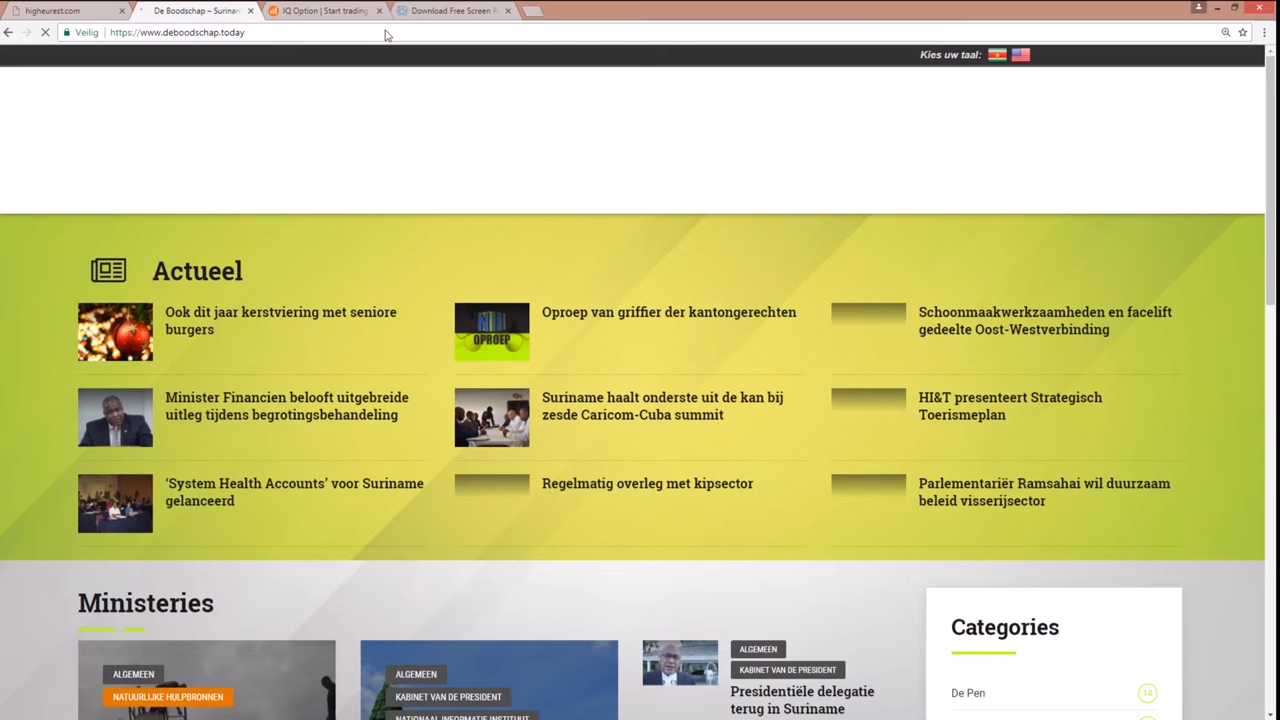 higheurest.com
De Boodschap – Surinam
IQ Option | Start trading
Download Free Screen R
Veilig
https://www.deboodschap.today
Kies uw taal:
Actueel
Ook dit jaar kerstviering met seniore
burgers
Oproep van griffier der kantongerechten
Schoonmaakwerkzaamheden en facelift
gedeelte Oost-Westverbinding
OPROEP
Minister Financien belooft uitgebreide
uitleg tijdens begrotingsbehandeling
Suriname haalt onderste uit de kan bij
zesde Caricom-Cuba summit
HI&T presenteert Strategisch
Toerismeplan
‘System Health Accounts’ voor Suriname
gelanceerd
Regelmatig overleg met kipsector
Parlementariër Ramsahai wil duurzaam
beleid visserijsector
Ministeries
ALGEMEEN
NATUURLIJKE HULPBRONNEN
ALGEMEEN
KABINET VAN DE PRESIDENT
NATIONAAL INFORMATIE INSTITUUT
ALGEMEEN
KABINET VAN DE PRESIDENT
Presidentiële delegatie
terug in Suriname
Categories
De Pen
14